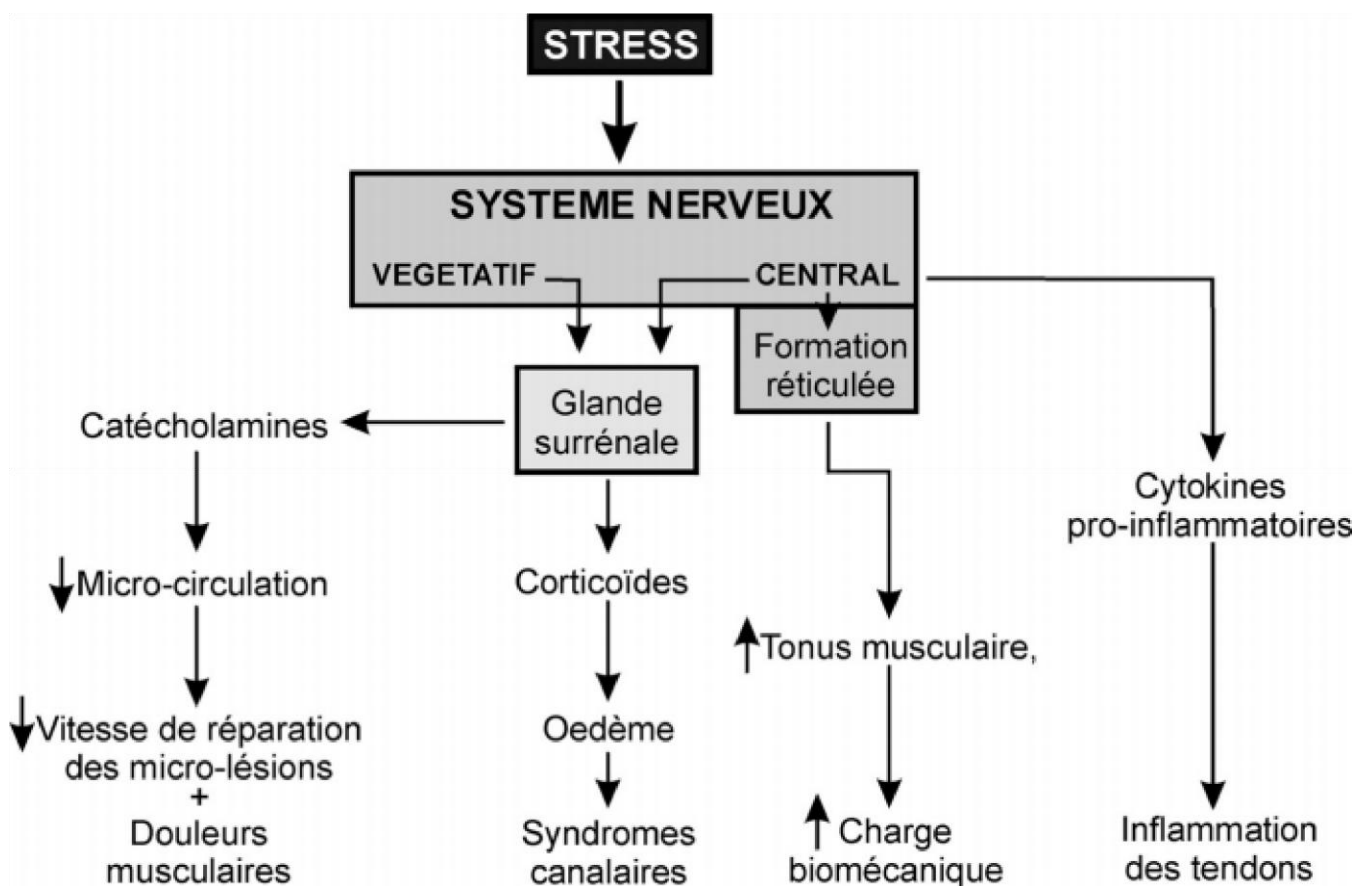 STRESS
SYSTEME NERVEUX
VEGETATIF
CENTRAL
Formation
réticulée
Glande
surrénale
Catécholamines
Cytokines
pro-inflammatoires
Micro-circulation
Corticoïdes
Tonus musculaire,
Vitesse de réparation
des micro-lésions
+
Douleurs
musculaires
Oedème
Syndromes
canalaires
Charge
biomécanique
Inflammation
des tendons